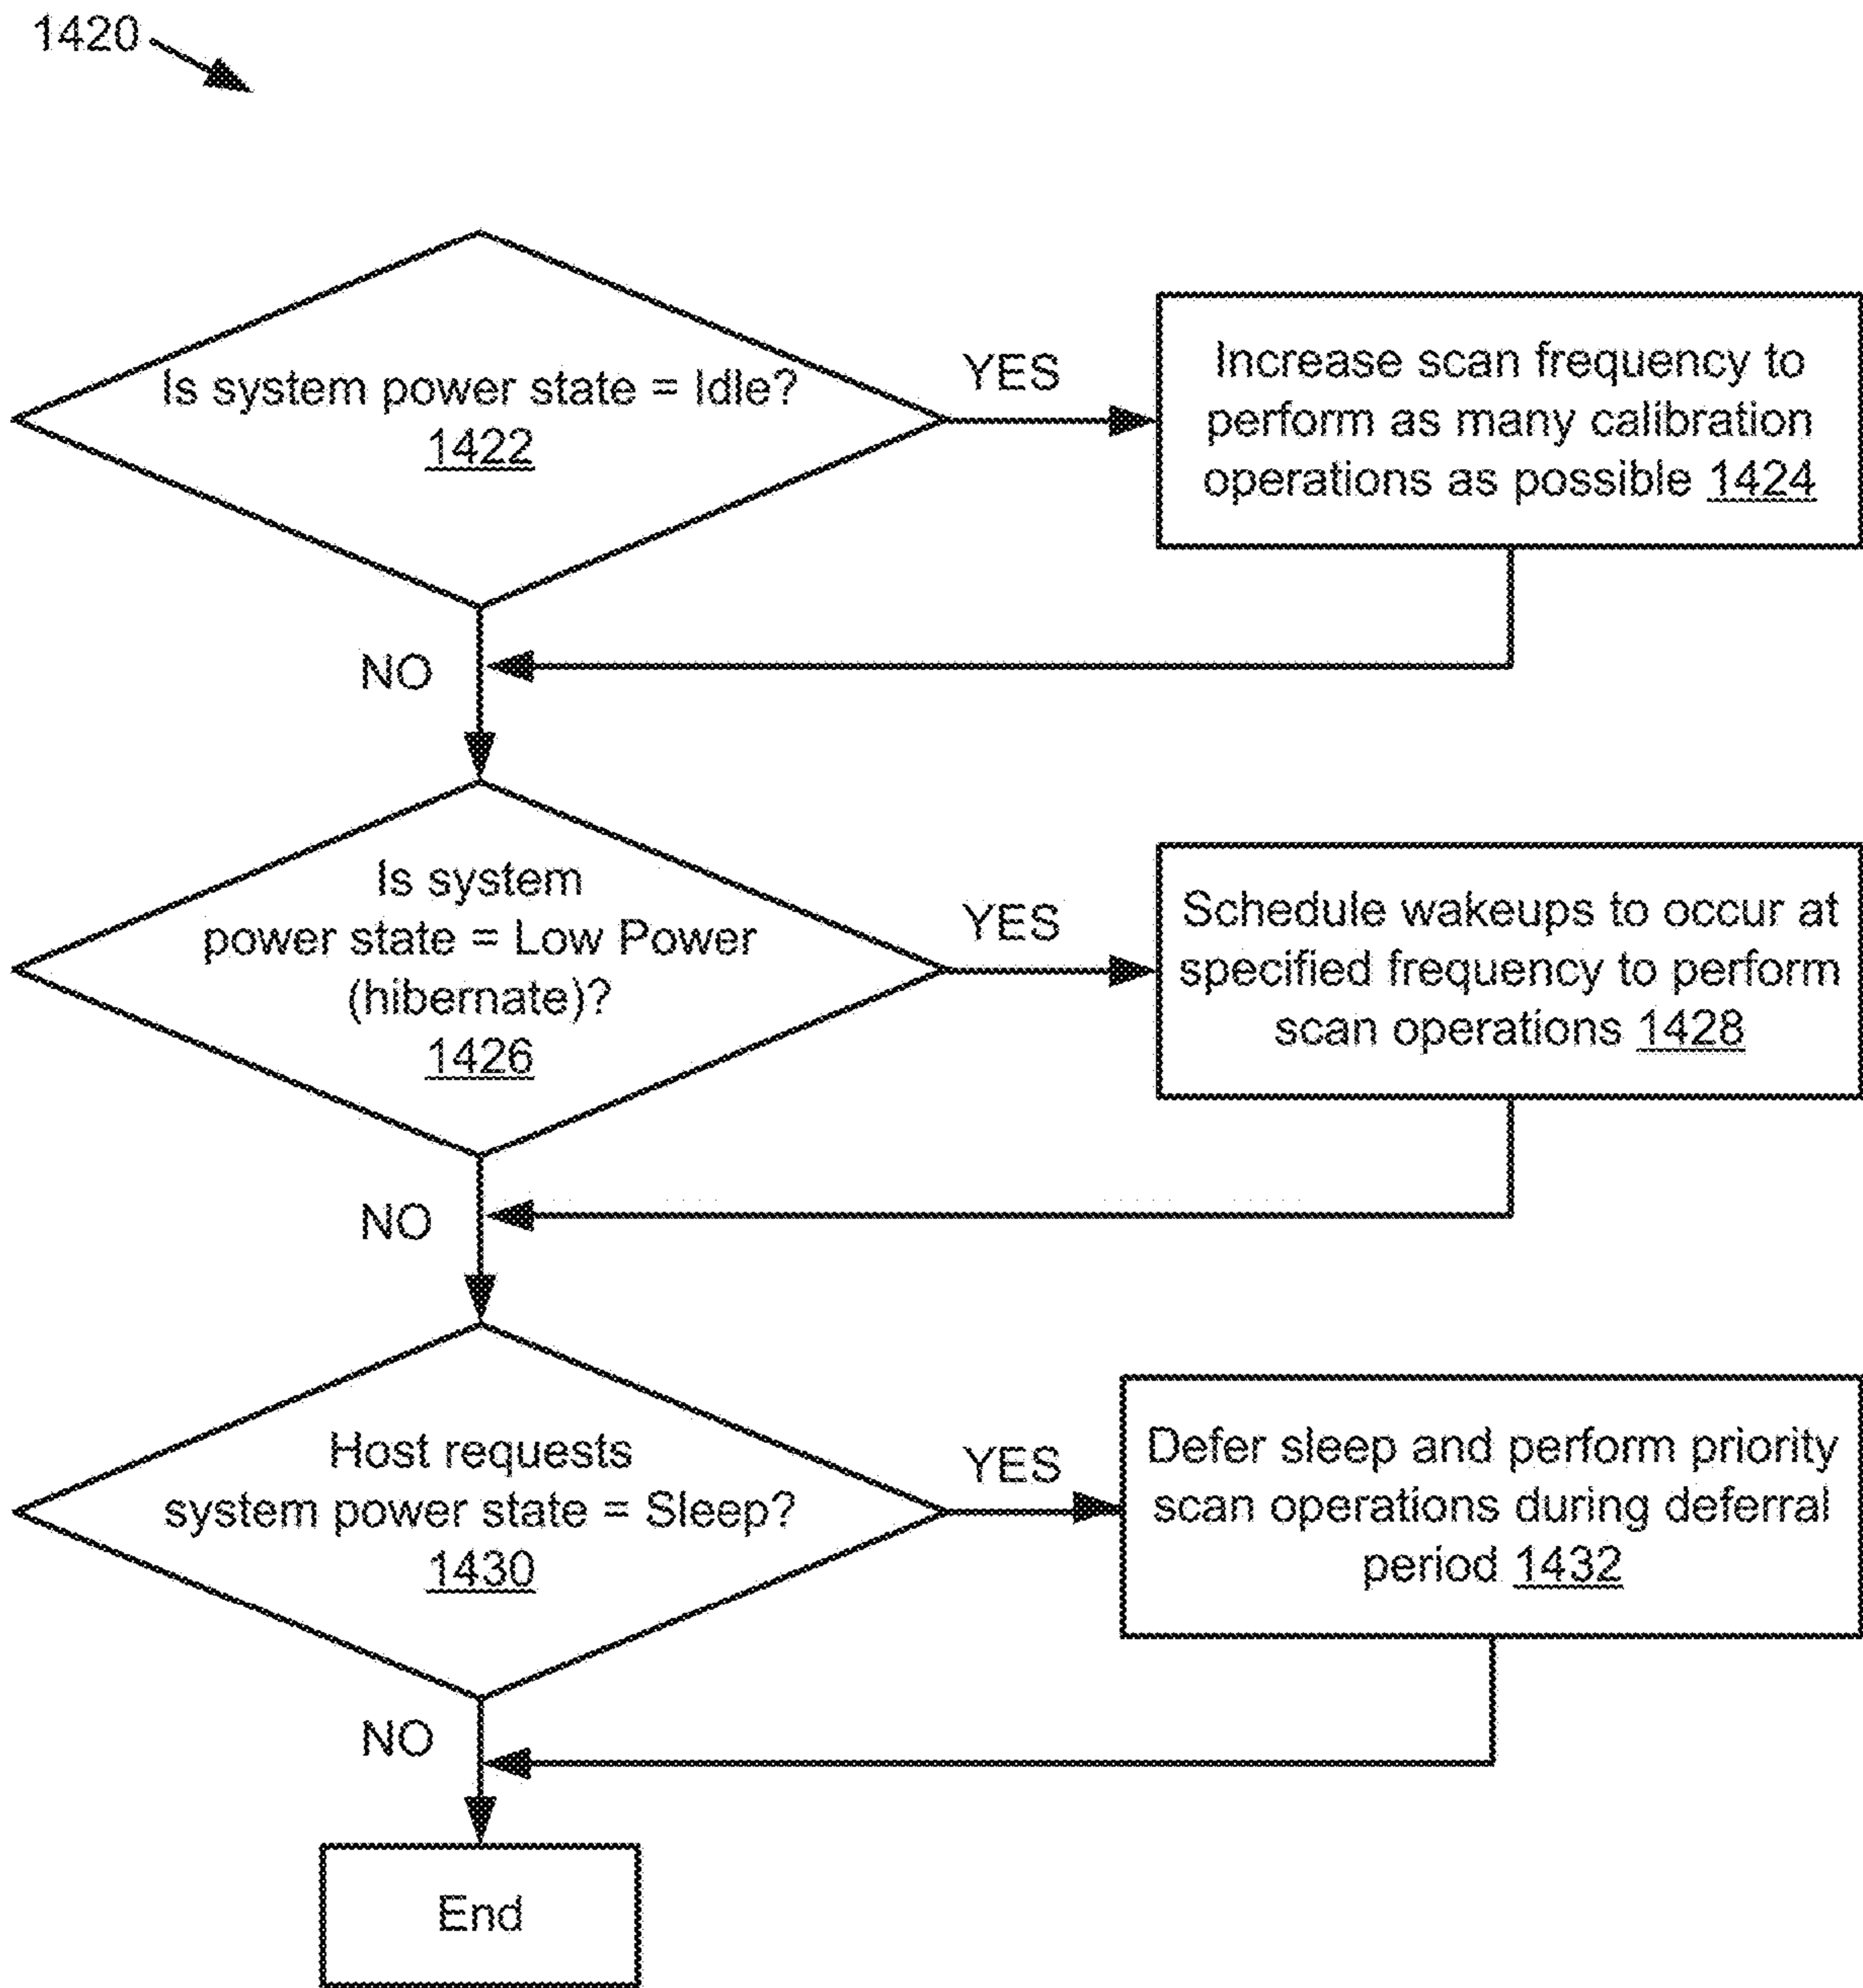 1420
Is system power state = Idle?
1422
YES
Increase scan frequency to
perform as many calibration
operations as possible 1424
NO
Is system
power state = Low Power
(hibernate)?
1426
YES
Schedule wakeups to occur at
specified frequency to perform
scan operations 1428
NO
Host requests
system power state = Sleep?
1430
YES
Defer sleep and perform priority
scan operations during deferral
period 1432
NO
End